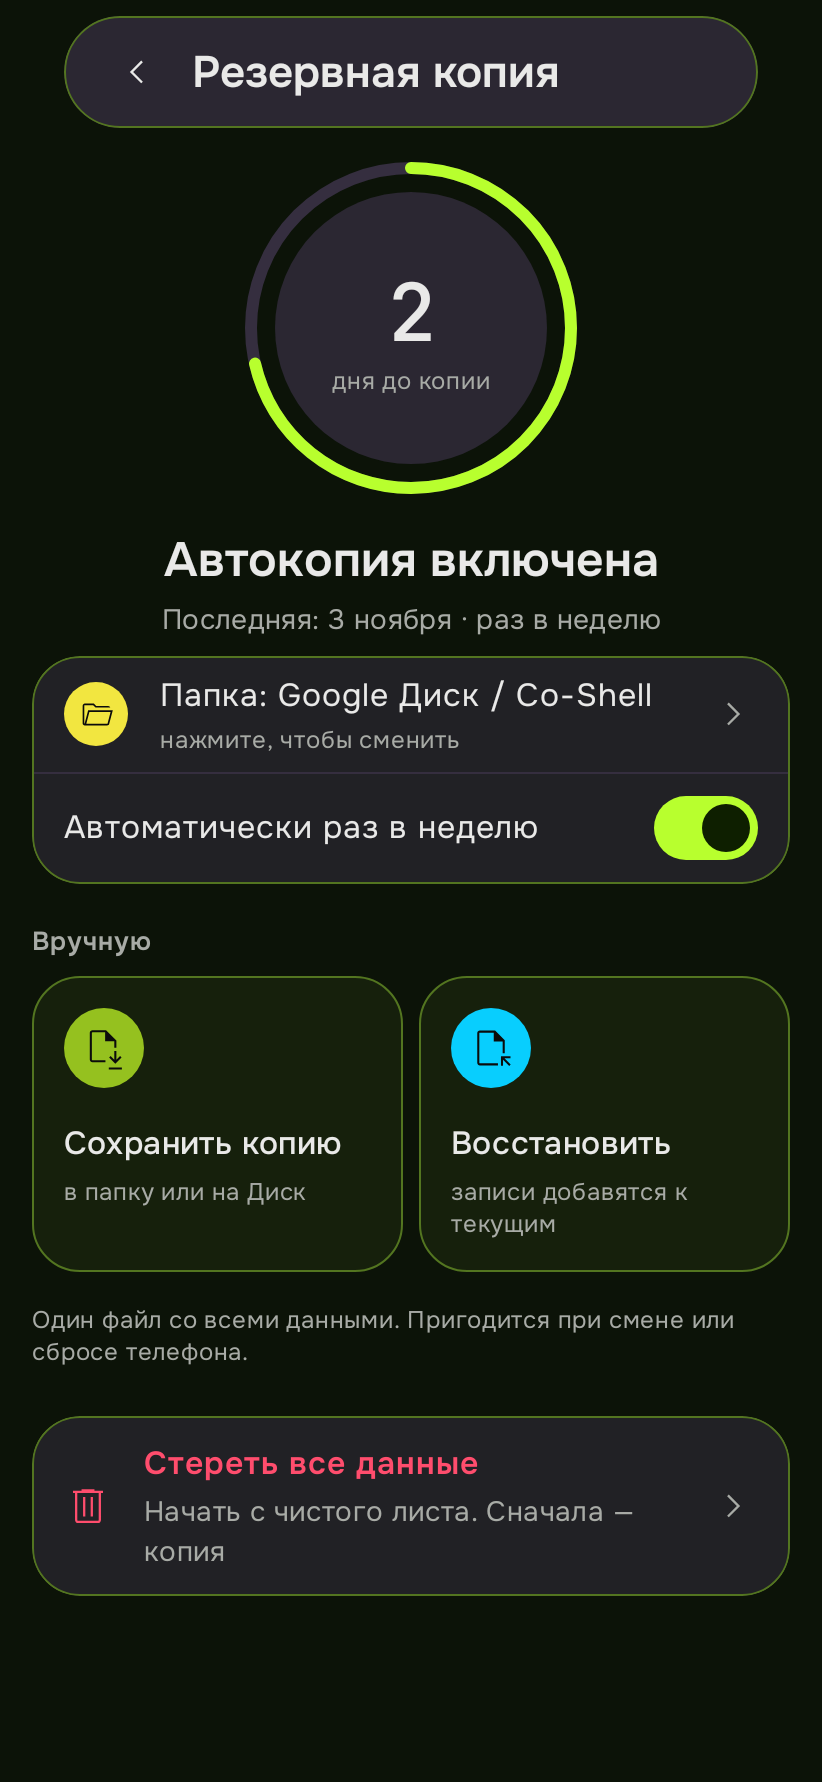 Резервная копия
2
дня до копии
Автокопия включена
Последняя: 3 ноября · раз в неделю
Папка: Google Диск / Co-Shell
нажмите, чтобы сменить
Автоматически раз в неделю
Вручную
Сохранить копию
в папку или на Диск
Восстановить
записи добавятся к
текущим
Один файл со всеми данными. Пригодится при смене или
сбросе телефона.
Стереть все данные
Начать с чистого листа. Сначала —
копия